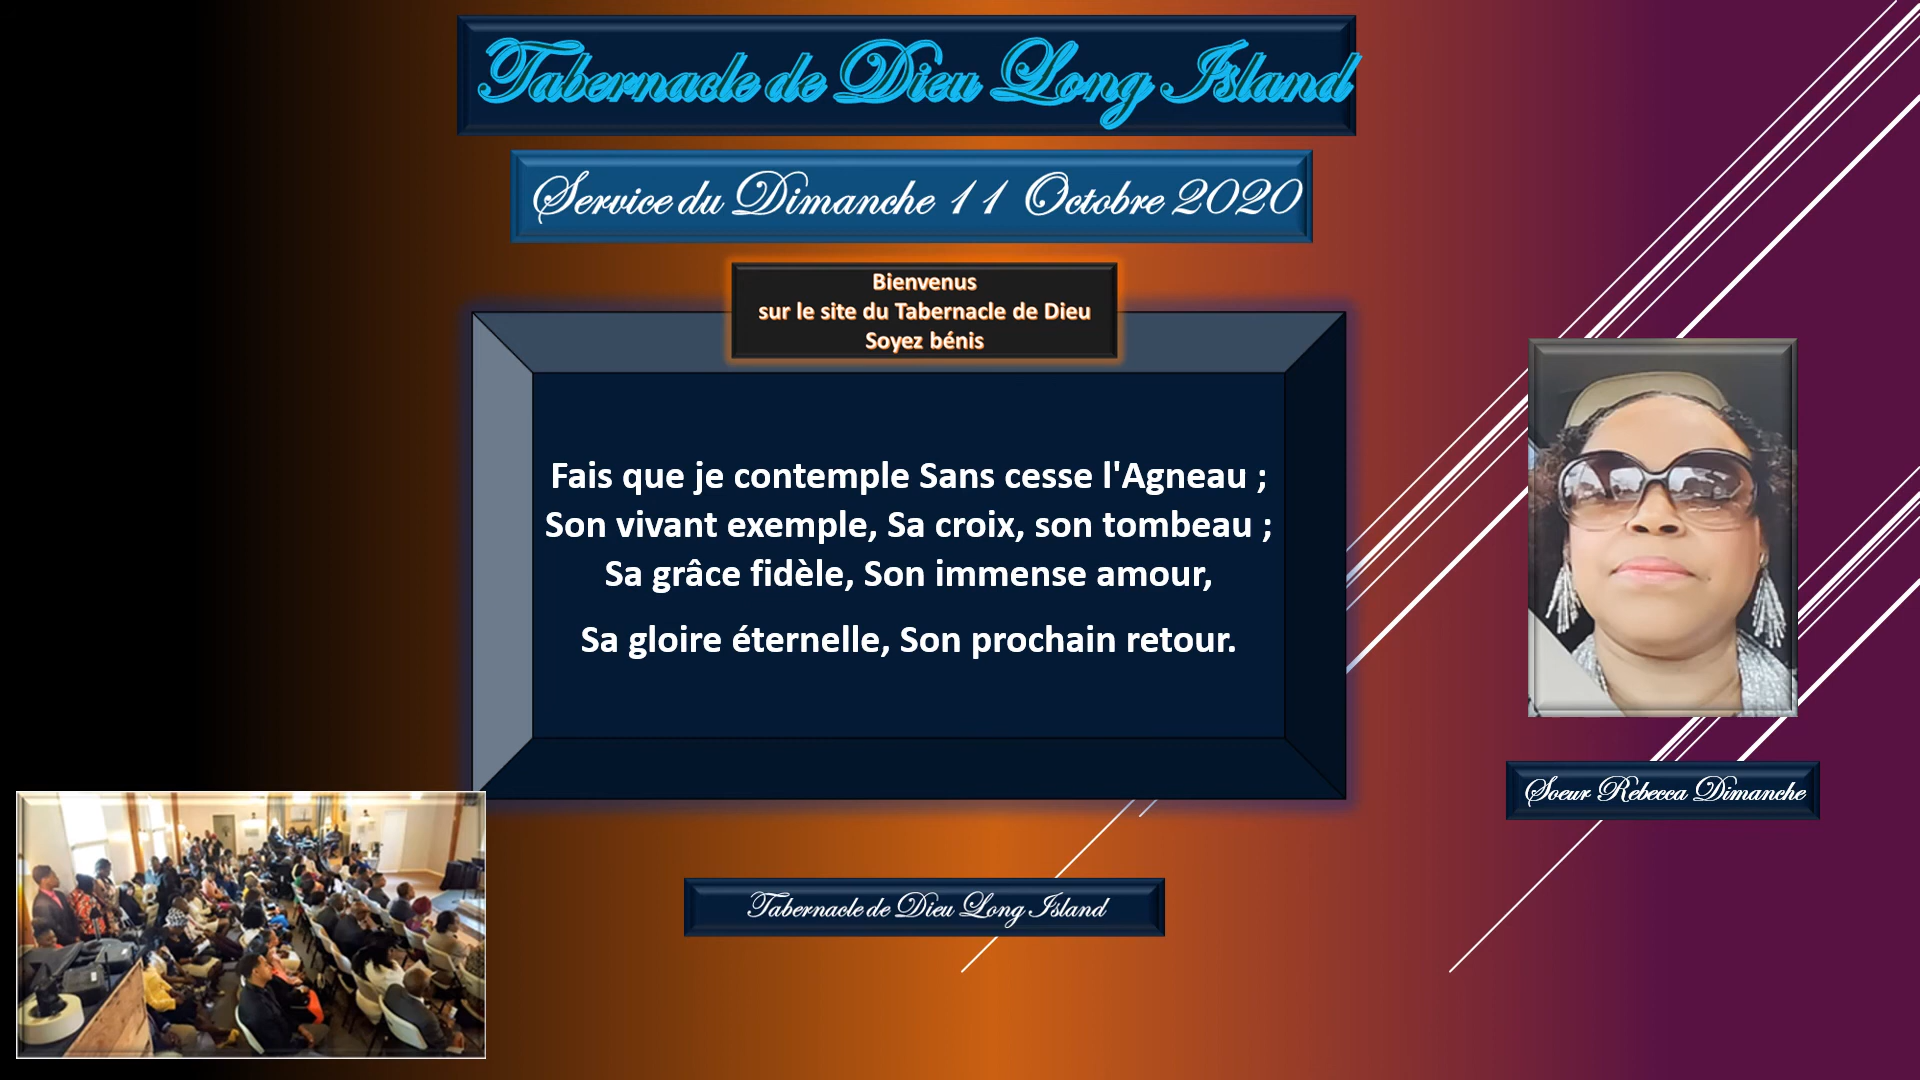 Tabernacle de Dieu Long Island
Service du Dimanche 11 Octobre 2020
Bienvenus
sur le site du Tabernacle de Dieu
Soyez bénis
Fais que je contemple Sans cesse l'Agneau ;
Son vivant exemple, Sa croix, son tombeau ;
Sa grâce fidèle, Son immense amour,
Sa gloire éternelle, Son prochain retour.
Soeur Rebecca Dimanche
Tabernacle de Dieu Long Island